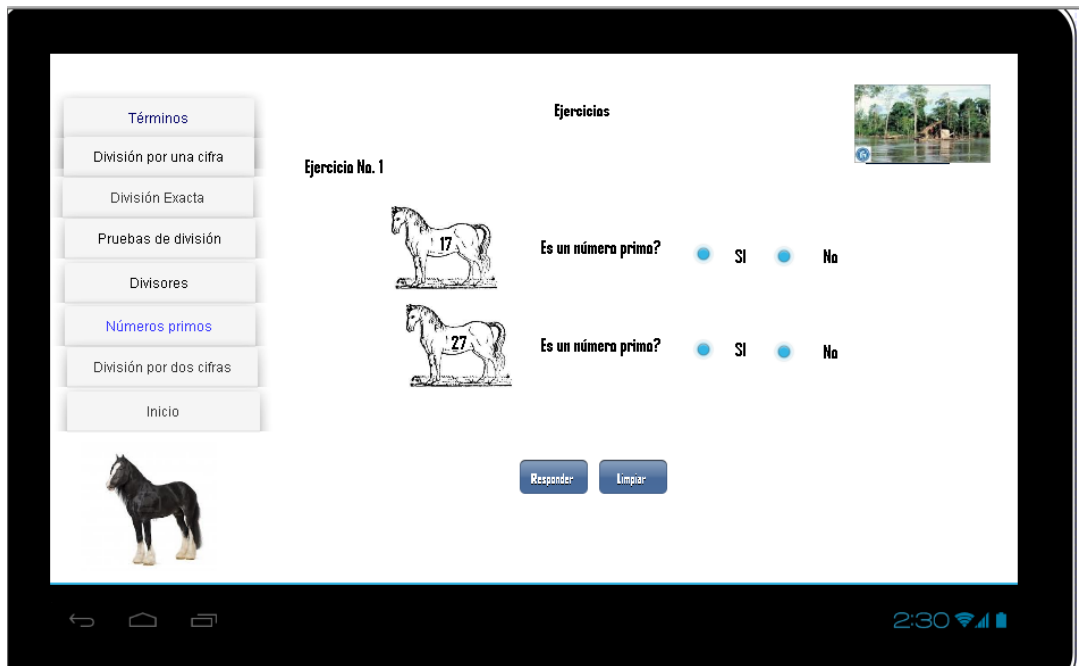 Ejercicios
Términos
División por una cifra
División Exacta
Pruebas de división
Divisores
Números primos
División por dos cifras
Inicio
Ejercicio No. 1
17
Es un número primo?
SI
No
27
Es un número primo?
SI
No
Responder
Limpiar
2:30